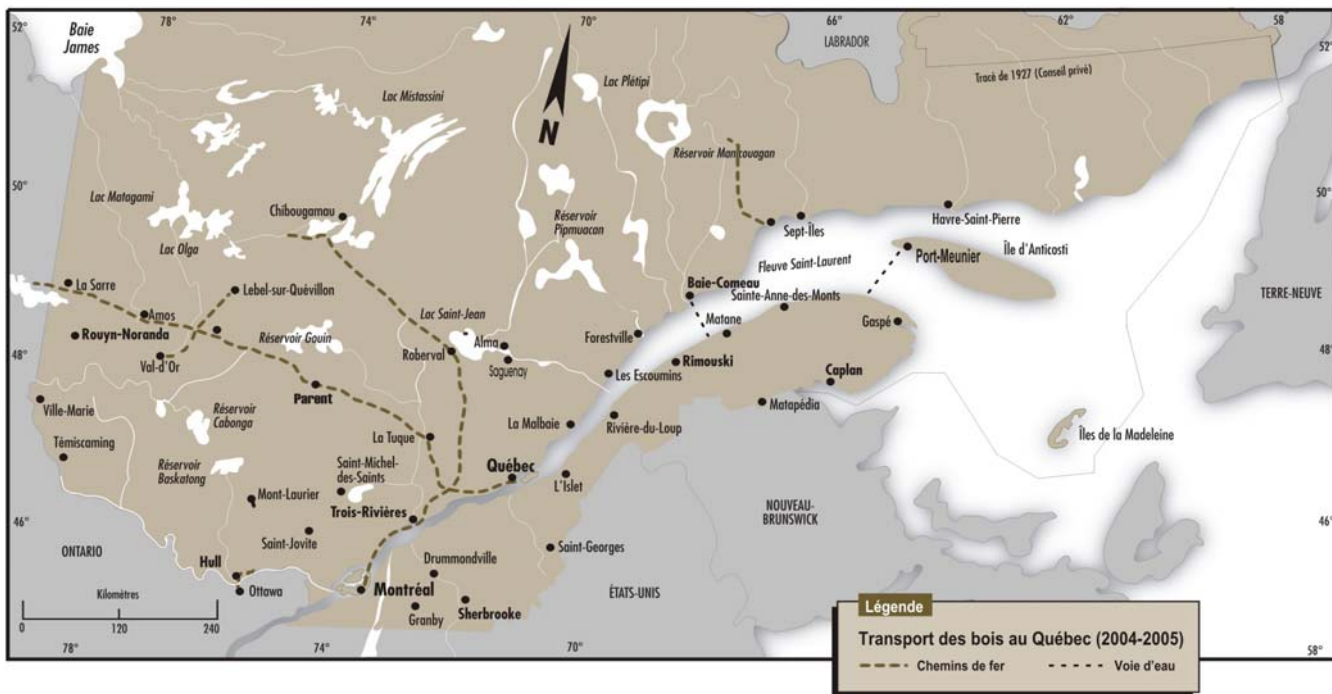 52°
78°
74°
70°
66°
62°
58
52°
Baie
James
LABRADOR
Tracé de 1927 (Conseil privé)
Lac Mistassini
Lac Plétipi
N
Réservoir Manicouagan
50°
50°
Lac Matagami
Chibougamau
Réservoir
Pipmuacan
Sept-Îles
Havre-Saint-Pierre
Lac Olga
Île d'Anticosti
Port-Meunier
Fleuve Saint-Laurent
La Sarre
Lebel-sur-Quévillon
Baie-Comeau
Sainte-Anne-des-Monts
TERRE-NEUVE
Amos
Lac Saint-Jean
Matane
Gaspé
Rouyn-Noranda
Réservoir Gouin
Forestville
Alma
Roberval
48°
48°
Val-d'Or
Saguenay
Rimouski
Les Escoumins
Caplan
Parent
Ville-Marie
Réservoir
Cabonga
Matapédia
La Malbaie
Rivière-du-Loup
La Tuque
Îles de la Madeleine
Témiscaming
Saint-Michel-
des-Saints
Réservoir
Baskatong
Québec
L'Islet
Mont-Laurier
Trois-Rivières
NOUVEAU-
BRUNSWICK
46°
46°
Saint-Jovite
ONTARIO
Saint-Georges
Hull
Drummondville
Ottawa
Montréal
ÉTATS-UNIS
Kilomètres
0 120 240
Granby
Sherbrooke
78°
74°
70°
58°
Légende
Transport des bois au Québec (2004-2005)
Chemins de fer
Voie d'eau